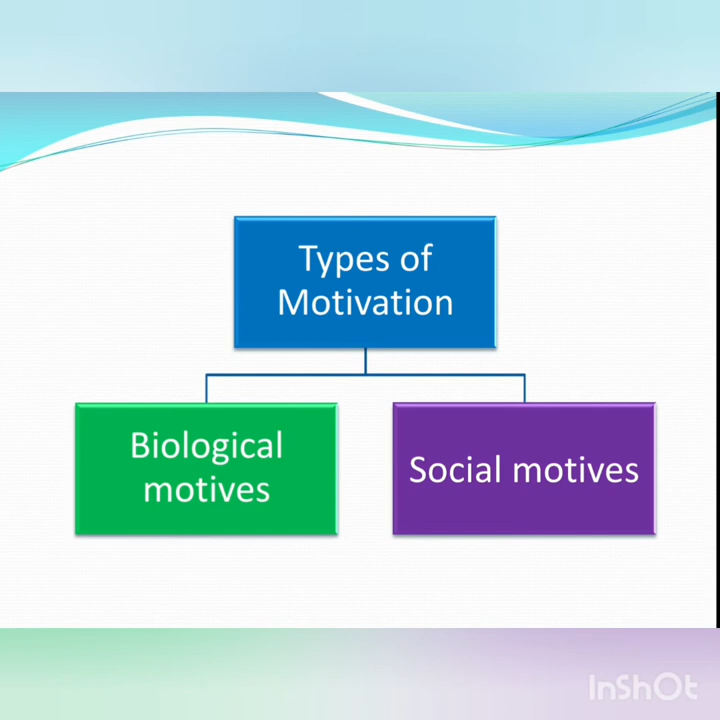 Types of
Motivation
Biological
motives
Social motives
InShOt